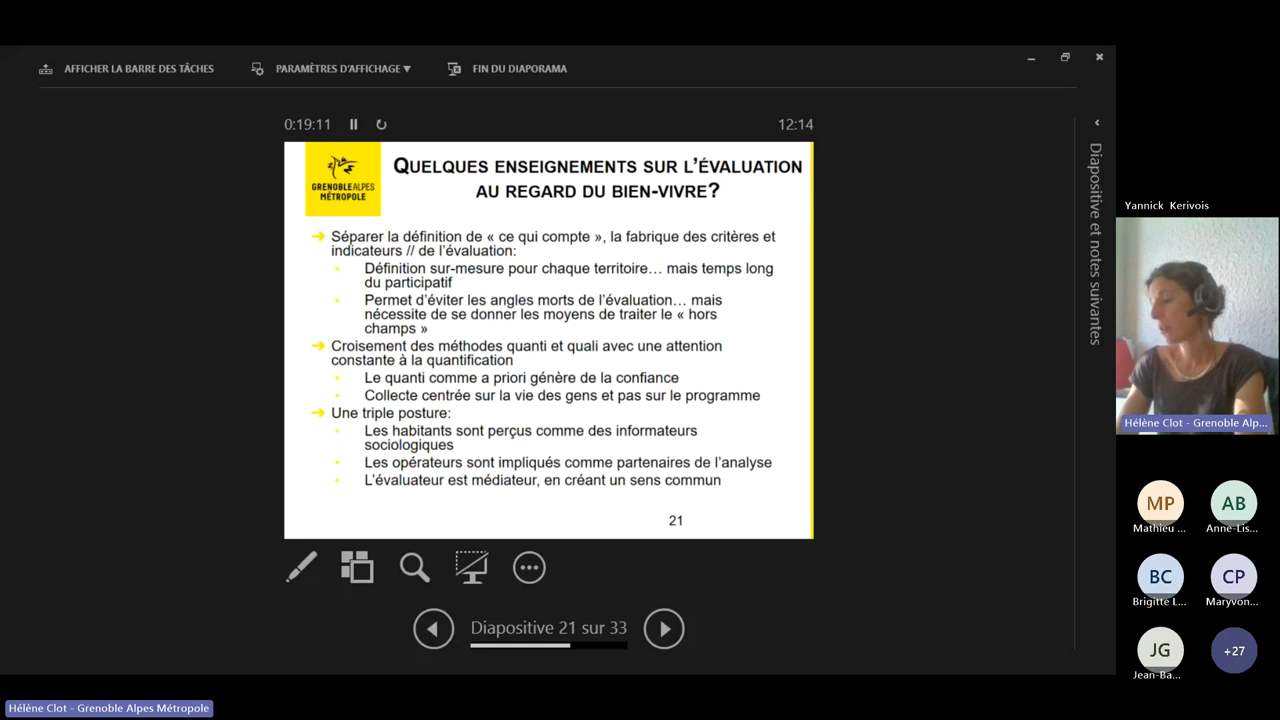 AFFICHER LA BARRE DES TÂCHES
PARAMÈTRES D'AFFICHAGE ▼
FIN DU DIAPORAMA
0:19:11
12:14
GRENOBLEALPES
MÉTROPOLE
QUELQUES ENSEIGNEMENTS SUR L'ÉVALUATION
AU REGARD DU BIEN-VIVRE?
Séparer la définition de « ce qui compte », la fabrique des critères et
indicateurs // de l'évaluation:
Définition sur-mesure pour chaque territoire… mais temps long
du participatif
Permet d'éviter les angles morts de l'évaluation… mais
nécessite de se donner les moyens de traiter le « hors
champs »
Croisement des méthodes quanti et quali avec une attention
constante à la quantification
Le quanti comme a priori génère de la confiance
Collecte centrée sur la vie des gens et pas sur le programme
Une triple posture:
Les habitants sont perçus comme des informateurs
sociologiques
Les opérateurs sont impliqués comme partenaires de l'analyse
L'évaluateur est médiateur, en créant un sens commun
21
Diapositive 21 sur 33
Diapositive et notes suivantes
Yannick Kerivois
Hélène Clot - Grenoble Alp...
MP
Mathieu ...
AB
Anne-Lis...
BC
Brigitte L...
CP
Maryvon...
JG
Jean-Ba...
+27
Hélène Clot - Grenoble Alpes Métropole